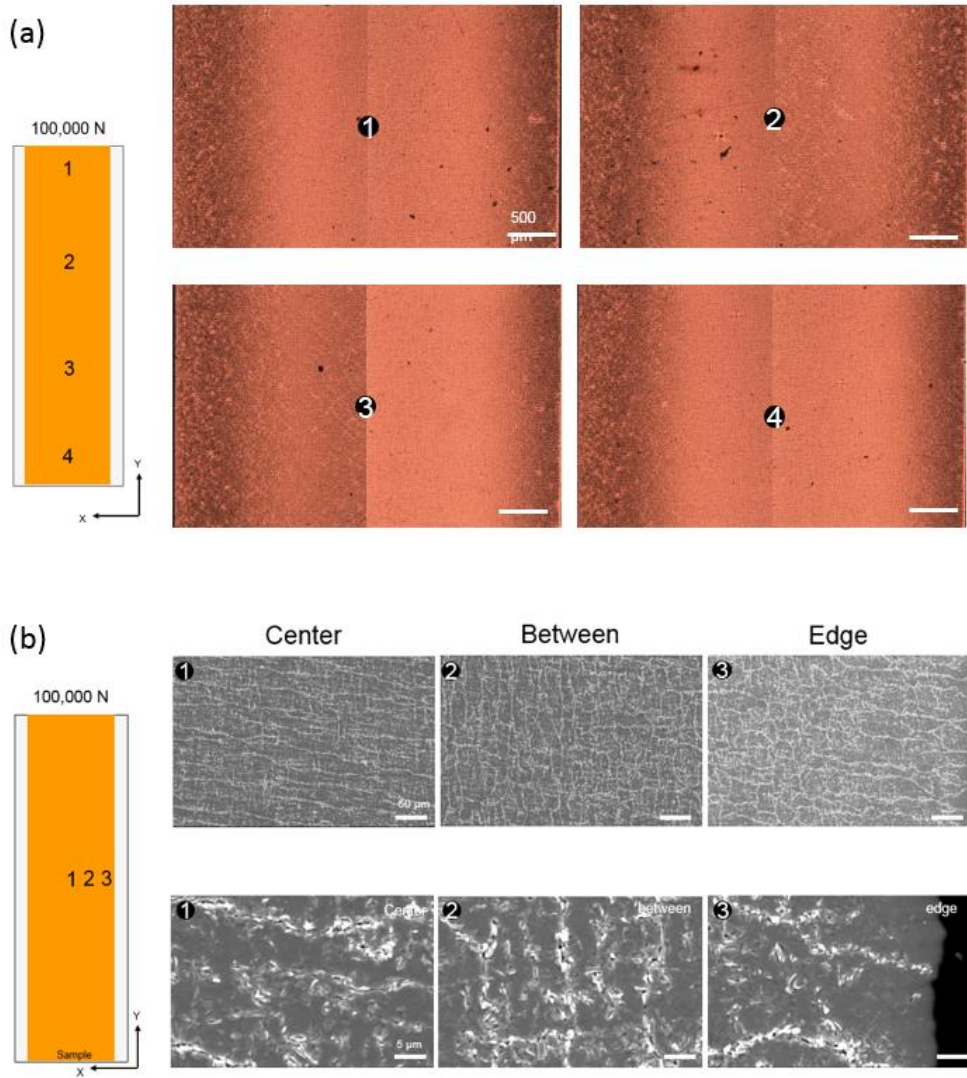 (a)
100,000 N
1
2
3
4
Y
X
1
500
µm
2
3
4
(b)
Center
Between
Edge
100,000 N
1 2 3
Sample
Y
X
1
50 µm
2
3
1
Center
5 µm
2
between
3
edge